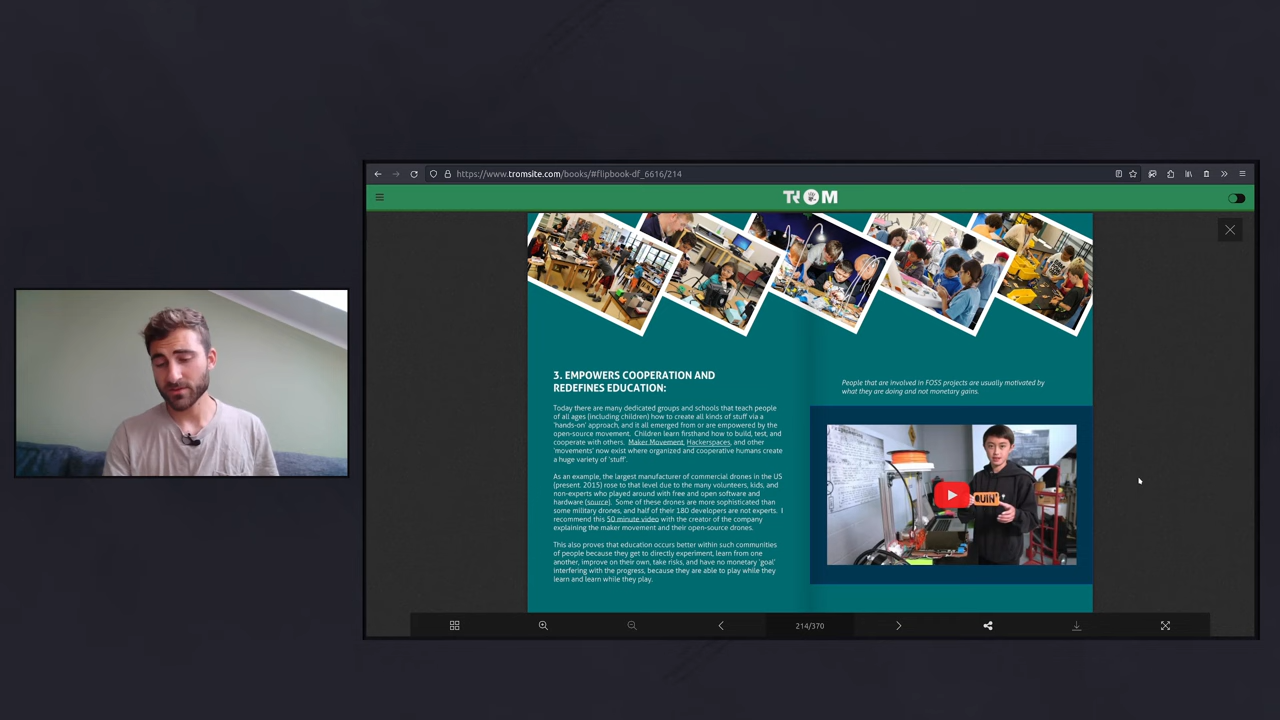 https://www.tromsite.com/books/#flipbook-df_6616/214
TROM
3. EMPOWERS COOPERATION AND
REDEFINES EDUCATION:
Today there are many dedicated groups and schools that teach people
of all ages (including children) how to create all kinds of stuff via a
'hands-on' approach, and it all emerged from or are empowered by the
open-source movement. Children learn firsthand how to build, test, and
cooperate with others. Maker Movement, Hackerspaces, and other
'movements' now exist where organized and cooperative humans create
a huge variety of 'stuff'.
As an example, the largest manufacturer of commercial drones in the US
(present, 2015) rose to that level due to the many volunteers, kids, and
non-experts who played around with free and open software and
hardware (source). Some of these drones are more sophisticated than
some military drones, and half of their 180 developers are not experts. I
recommend this 50 minute video with the creator of the company
explaining the maker movement and their open-source drones.
This also proves that education occurs better within such communities
of people because they get to directly experiment, learn from one
another, improve on their own, take risks, and have no monetary 'goal'
interfering with the progress, because they are able to play while they
learn and learn while they play.
People that are involved in FOSS projects are usually motivated by
what they are doing and not monetary gains.
QUIN
214/370